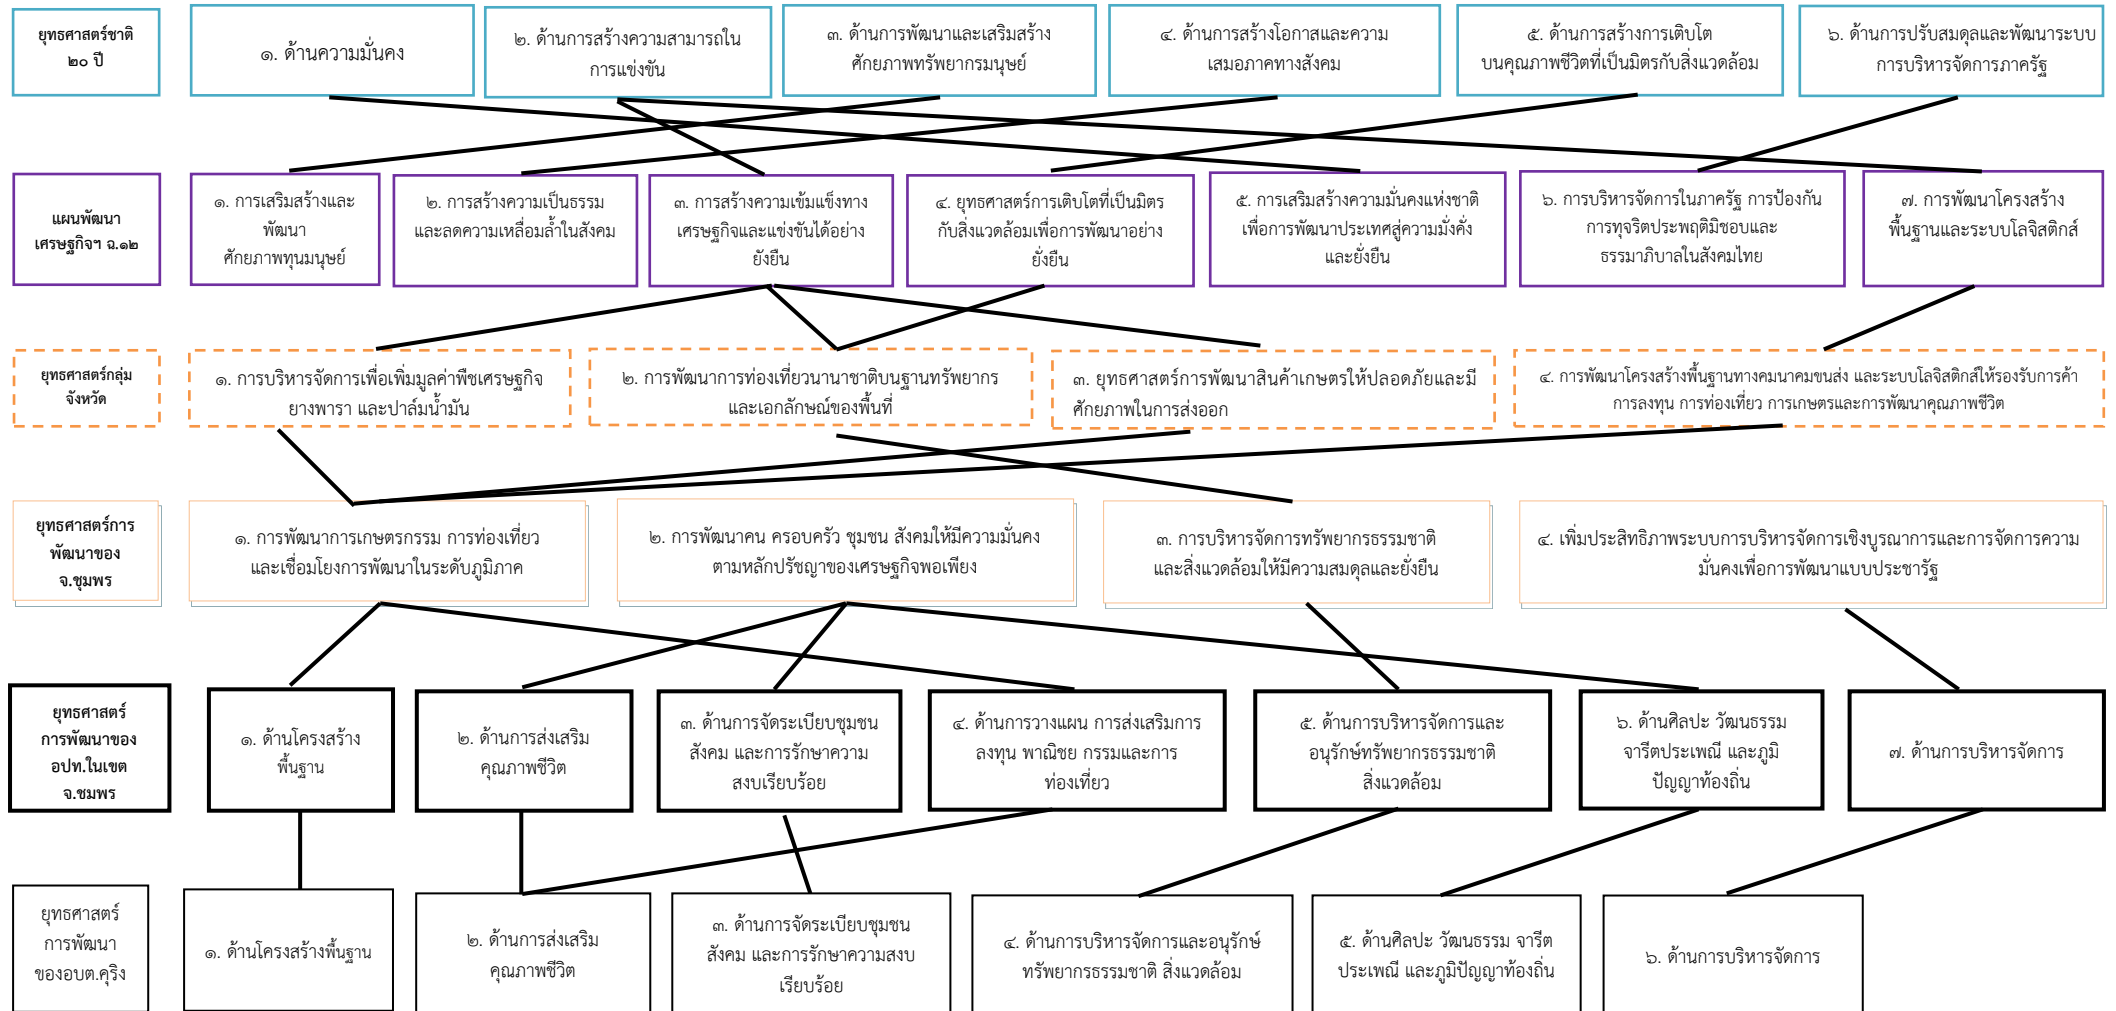 ยุทธศาสตร์ชาติ
๒๐ ปี
๑. ด้านความมั่นคง
๒. ด้านการสร้างความสามารถใน
การแข่งขัน
๓. ด้านการพัฒนาและเสริมสร้าง
ศักยภาพทรัพยากรมนุษย์
๔. ด้านการสร้างโอกาสและความ
เสมอภาคทางสังคม
๕. ด้านการสร้างการเติบโต
บนคุณภาพชีวิตที่เป็นมิตรกับสิ่งแวดล้อม
๖. ด้านการปรับสมดุลและพัฒนาระบบ
การบริหารจัดการภาครัฐ
แผนพัฒนา
เศรษฐกิจฯ ฉ.๑๒
๑. การเสริมสร้างและ
พัฒนา
ศักยภาพทุนมนุษย์
๒. การสร้างความเป็นธรรม
และลดความเหลื่อมล้ำในสังคม
๓. การสร้างความเข้มแข็งทาง
เศรษฐกิจและแข่งขันได้อย่าง
ยั่งยืน
๔. ยุทธศาสตร์การเติบโตที่เป็นมิตร
กับสิ่งแวดล้อมเพื่อการพัฒนาอย่าง
ยั่งยืน
๕. การเสริมสร้างความมั่นคงแห่งชาติ
เพื่อการพัฒนาประเทศสู่ความมั่งคั่ง
และยั่งยืน
๖. การบริหารจัดการในภาครัฐ การป้องกัน
การทุจริตประพฤติมิชอบและ
ธรรมาภิบาลในสังคมไทย
๗. การพัฒนาโครงสร้าง
พื้นฐานและระบบโลจิสติกส์
ยุทธศาสตร์กลุ่ม
จังหวัด
๑. การบริหารจัดการเพื่อเพิ่มมูลค่าพืชเศรษฐกิจ
ยางพารา และปาล์มน้ำมัน
๒. การพัฒนาการท่องเที่ยวนานาชาติบนฐานทรัพยากร
และเอกลักษณ์ของพื้นที่
๓. ยุทธศาสตร์การพัฒนาสินค้าเกษตรให้ปลอดภัยและมี
ศักยภาพในการส่งออก
๔. การพัฒนาโครงสร้างพื้นฐานทางคมนาคมขนส่ง และระบบโลจิสติกส์ให้รองรับการค้า
การลงทุน การท่องเที่ยว การเกษตรและการพัฒนาคุณภาพชีวิต
ยุทธศาสตร์การ
พัฒนาของ
จ.ชุมพร
๑. การพัฒนาการเกษตรกรรม การท่องเที่ยว
และเชื่อมโยงการพัฒนาในระดับภูมิภาค
๒. การพัฒนาคน ครอบครัว ชุมชน สังคมให้มีความมั่นคง
ตามหลักปรัชญาของเศรษฐกิจพอเพียง
๓. การบริหารจัดการทรัพยากรธรรมชาติ
และสิ่งแวดล้อมให้มีความสมดุลและยั่งยืน
๔. เพิ่มประสิทธิภาพระบบการบริหารจัดการเชิงบูรณาการและการจัดการความ
มั่นคงเพื่อการพัฒนาแบบประชารัฐ
ยุทธศาสตร์
การพัฒนาของ
อปท.ในเขต
จ.ชมพร
๑. ด้านโครงสร้าง
พื้นฐาน
๒. ด้านการส่งเสริม
คุณภาพชีวิต
๓. ด้านการจัดระเบียบชุมชน
สังคม และการรักษาความ
สงบเรียบร้อย
๔. ด้านการวางแผน การส่งเสริมการ
ลงทุน พาณิชย กรรมและการ
ท่องเที่ยว
๕. ด้านการบริหารจัดการและ
อนุรักษ์ทรัพยากรธรรมชาติ
สิ่งแวดล้อม
๖. ด้านศิลปะ วัฒนธรรม
จารีตประเพณี และภูมิ
ปัญญาท้องถิ่น
๗. ด้านการบริหารจัดการ
ยุทธศาสตร์
การพัฒนา
ของอบต.คุริง
๑. ด้านโครงสร้างพื้นฐาน
๒. ด้านการส่งเสริม
คุณภาพชีวิต
๓. ด้านการจัดระเบียบชุมชน
สังคม และการรักษาความสงบ
เรียบร้อย
๔. ด้านการบริหารจัดการและอนุรักษ์
ทรัพยากรธรรมชาติ สิ่งแวดล้อม
๕. ด้านศิลปะ วัฒนธรรม จารีต
ประเพณี และภูมิปัญญาท้องถิ่น
๖. ด้านการบริหารจัดการ